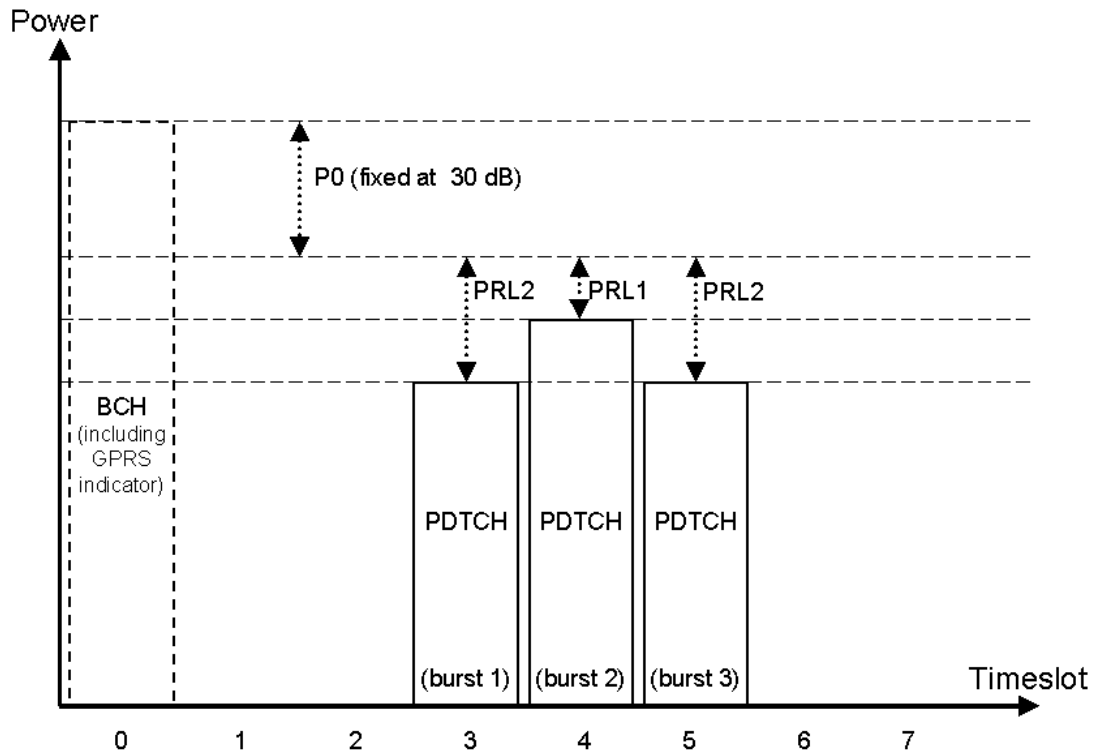 Power
P0 (fixed at 30 dB)
PRL2
PRL1
PRL2
BCH
(including
GPRS
indicator)
PDTCH
PDTCH
PDTCH
(burst 1)
(burst 2)
(burst 3)
Timeslot
0 1 2 3 4 5 6 7